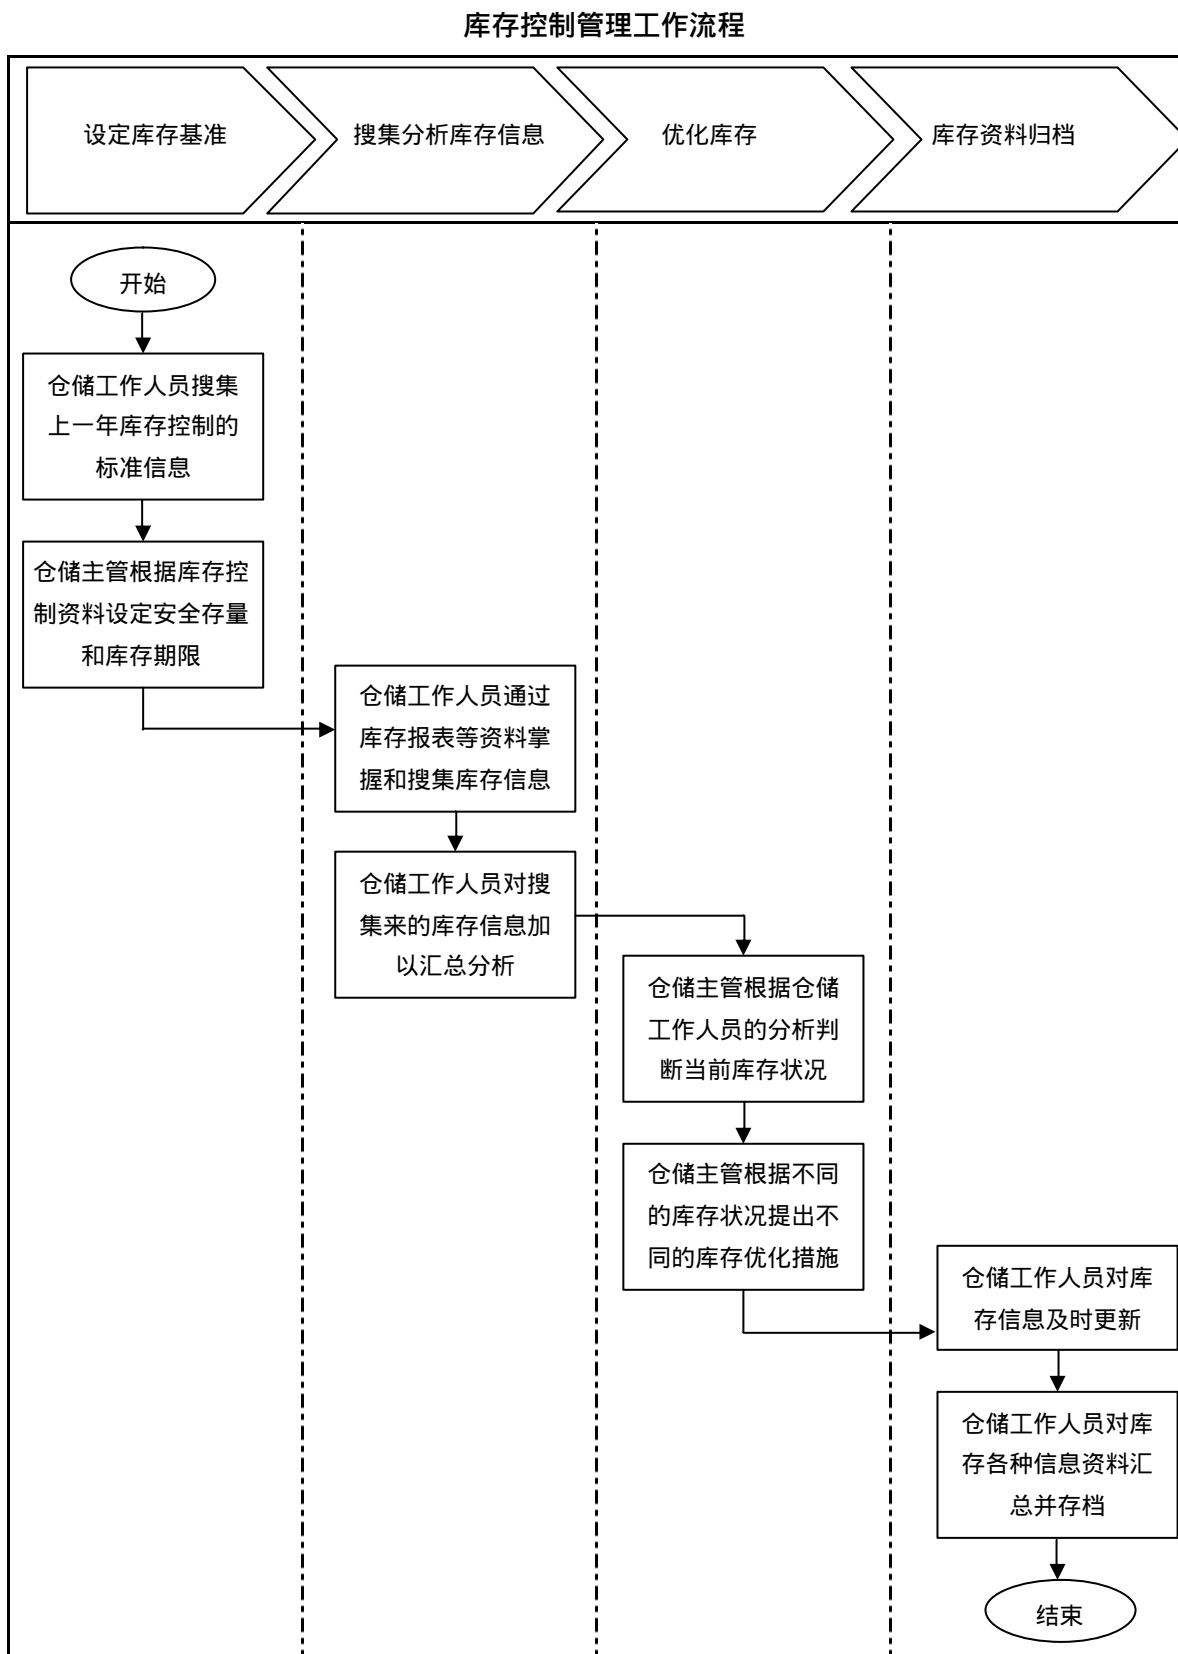 库存控制管理工作流程
设定库存基准
搜集分析库存信息
优化库存
库存资料归档
开始
仓储工作人员搜集
上一年库存控制的
标准信息
仓储主管根据库存控
制资料设定安全存量
和库存期限
仓储工作人员通过
库存报表等资料掌
握和搜集库存信息
仓储工作人员对搜
集来的库存信息加
以汇总分析
仓储主管根据仓储
工作人员的分析判
断当前库存状况
仓储主管根据不同
的库存状况提出不
同的库存优化措施
仓储工作人员对库
存信息及时更新
仓储工作人员对库
存各种信息资料汇
总并存档
结束